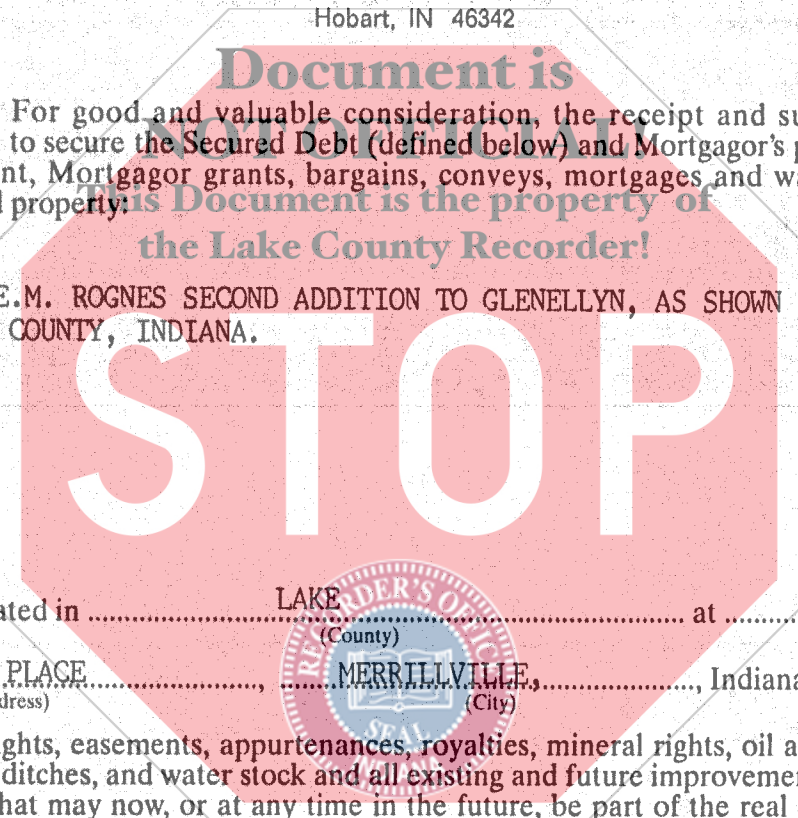 Hobart, IN 46342
Document is
NOT OFFICIAL!
This Document is the property of
the Lake County Recorder!
For good and valuable consideration, the receipt and su
to secure the Secured Debt (defined below) and Mortgagor's p
nt, Mortgagor grants, bargains, conveys, mortgages and wa
property:
E.M. ROGNES SECOND ADDITION TO GLENELLYN, AS SHOWN
COUNTY, INDIANA.
STOP
ated in .......... LAKE .......... at ..........
(County)
PLACE .........., .......... MERRILLVILLE, .........., Indiana
dress) (City)
RECORDER'S OFFICE
SEAL
INDIANA
ghts, easements, appurtenances, royalties, mineral rights, oil a
ditches, and water stock and all existing and future improvemen
hat may now, or at any time in the future, be part of the real